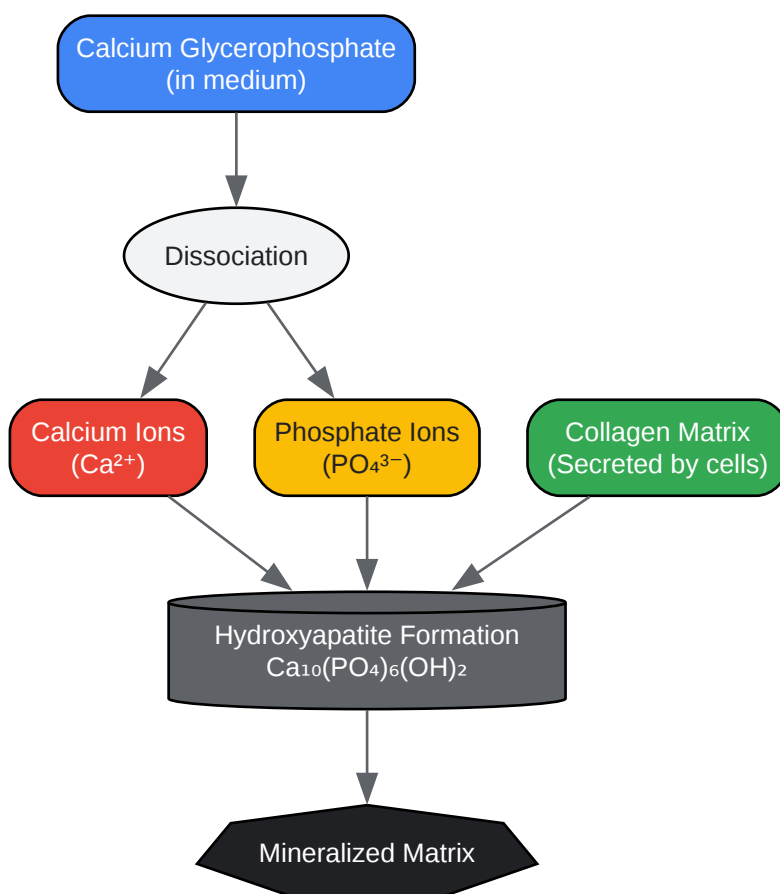 Calcium Glycerophosphate
(in medium)
Dissociation
Calcium Ions
(Ca²⁺)
Phosphate Ions
(PO₄³⁻)
Collagen Matrix
(Secreted by cells)
Hydroxyapatite Formation
Ca₁₀(PO₄)₆(OH)₂
Mineralized Matrix